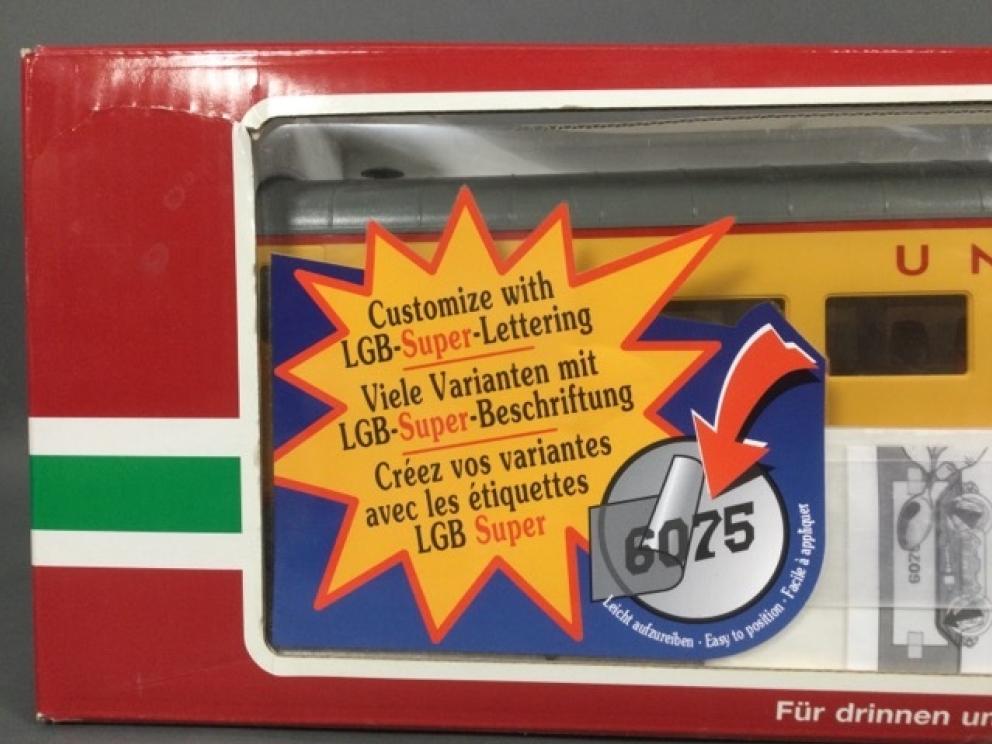 U N
Customize with
LGB-Super-Lettering
Viele Varianten mit
LGB-Super-Beschriftung
Créez vos variantes
avec les étiquettes
LGB Super
6075
Leicht aufzureiben · Easy to position · Facile à appliquer
Für drinnen